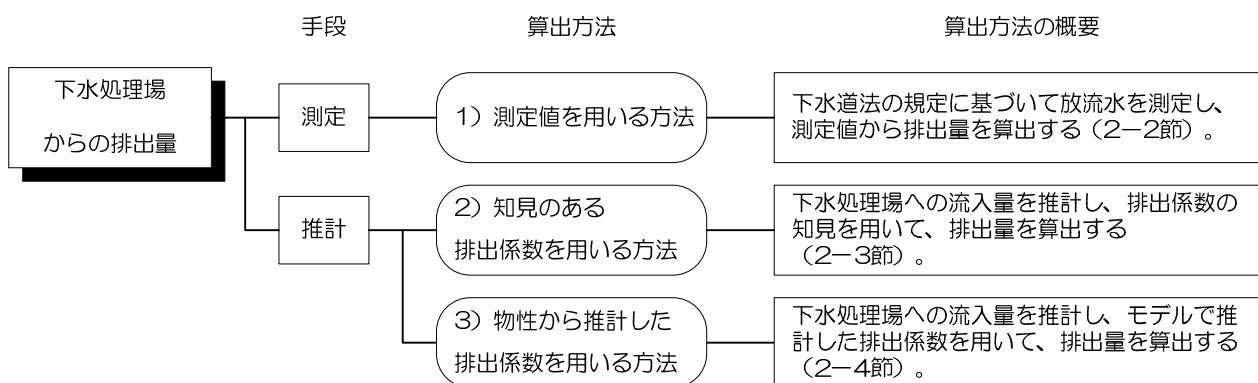 手段
算出方法
算出方法の概要
下水処理場
からの排出量
測定
1）測定値を用いる方法
下水道法の規定に基づいて放流水を測定し、
測定値から排出量を算出する（2－2節）。
推計
2）知見のある
排出係数を用いる方法
下水処理場への流入量を推計し、排出係数の
知見を用いて、排出量を算出する
（2－3節）。
3）物性から推計した
排出係数を用いる方法
下水処理場への流入量を推計し、モデルで推
計した排出係数を用いて、排出量を算出する
（2－4節）。